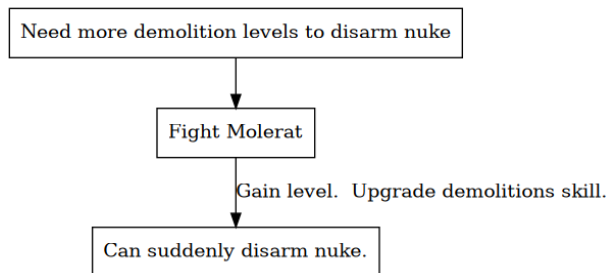 Need more demolition levels to disarm nuke
Fight Molerat
Gain level.  Upgrade demolitions skill.
Can suddenly disarm nuke.